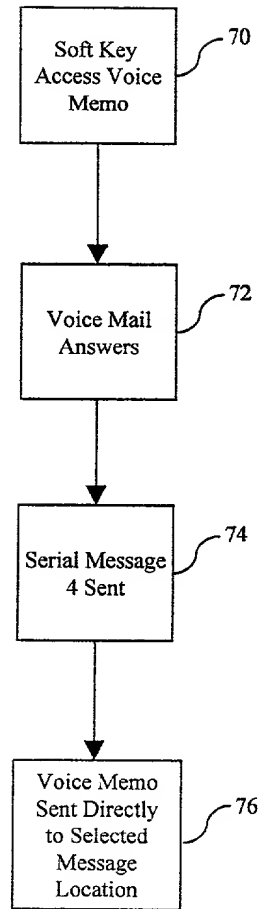 Soft Key
Access Voice
Memo
70
Voice Mail
Answers
72
Serial Message
4 Sent
74
Voice Memo
Sent Directly
to Selected
Message
Location
76